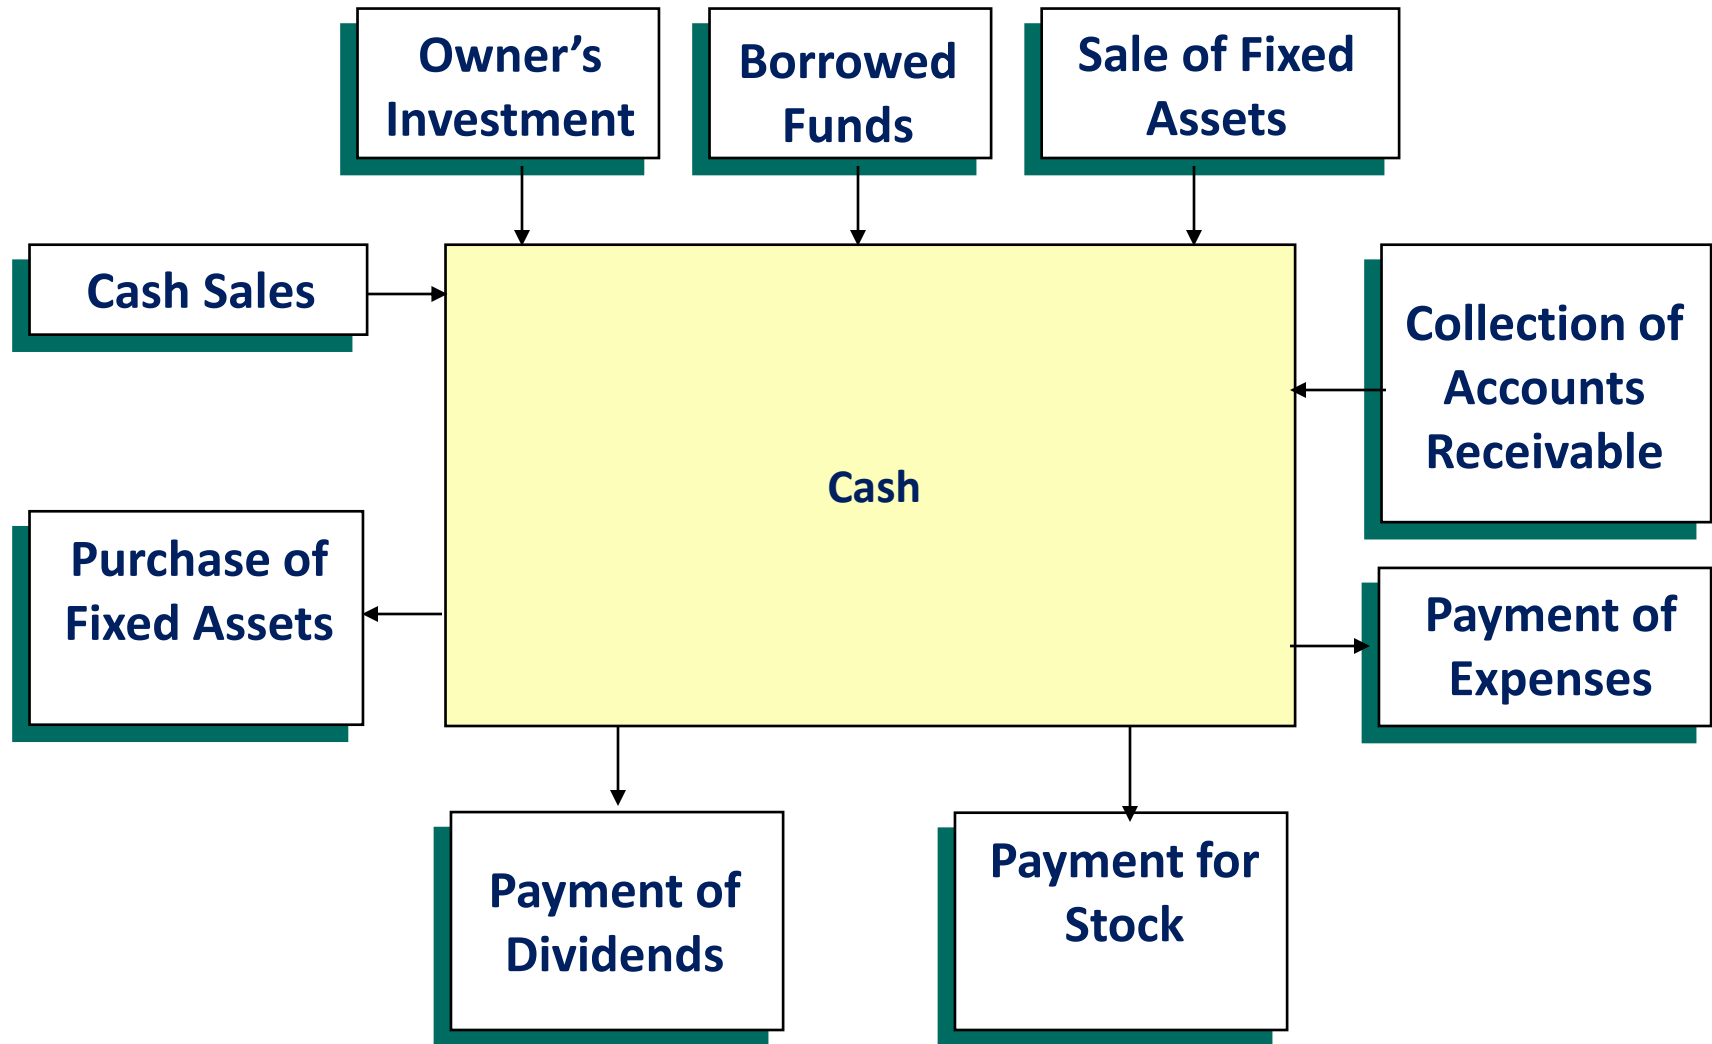 Owner’s
Investment
Borrowed
Funds
Sale of Fixed
Assets
Cash Sales
Collection of
Accounts
Receivable
Cash
Purchase of
Fixed Assets
Payment of
Expenses
Payment of
Dividends
Payment for
Stock